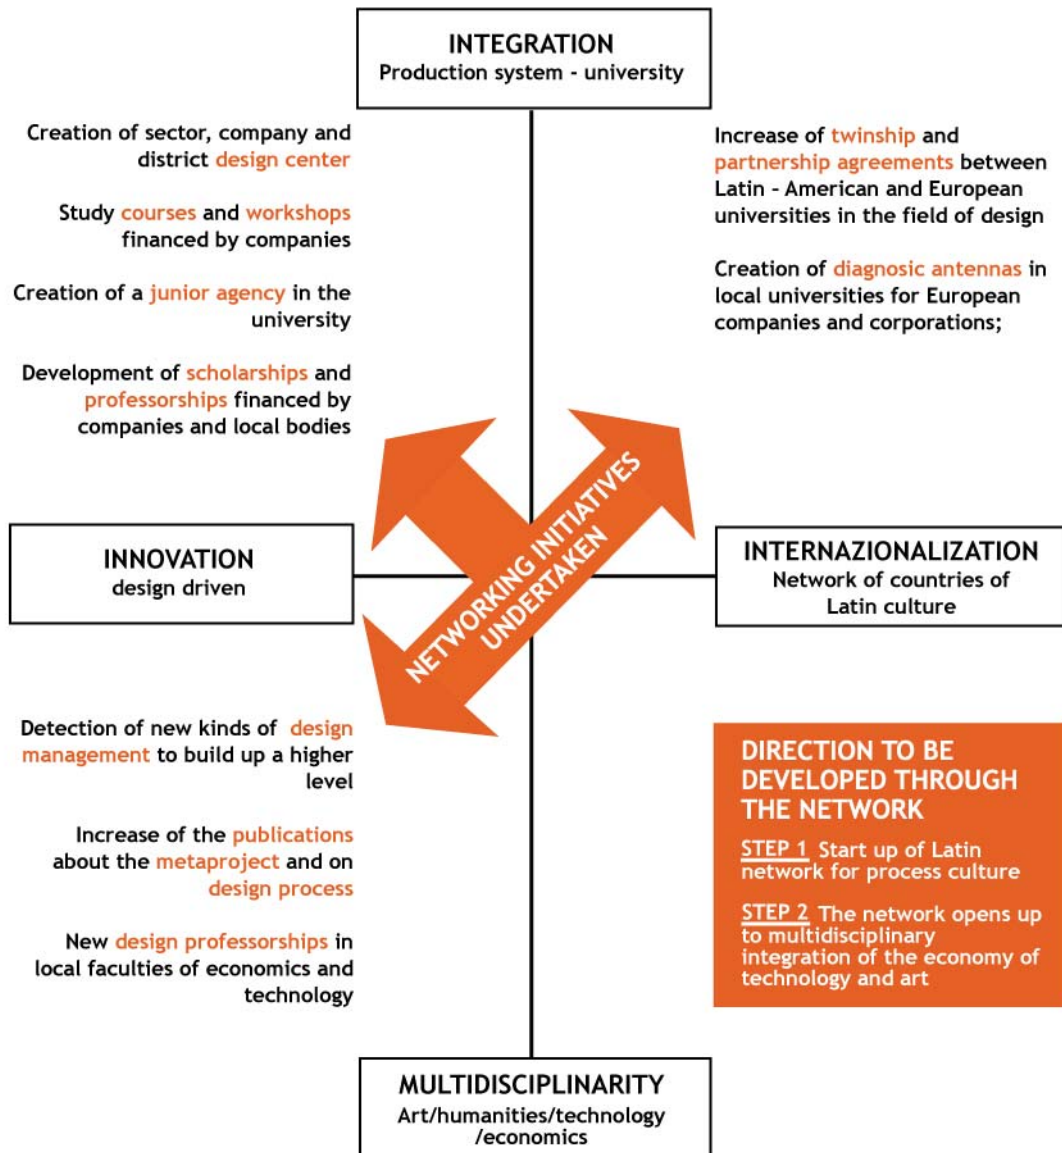 INTEGRATION
Production system - university
Creation of sector, company and
district design center
Study courses and workshops
financed by companies
Creation of a junior agency in the
university
Development of scholarships and
professorships financed by
companies and local bodies
Increase of twinship and
partnership agreements between
Latin - American and European
universities in the field of design
Creation of diagnosic antennas in
local universities for European
companies and corporations;
NETWORKING INITIATIVES
UNDERTAKEN
INNOVATION
design driven
INTERNAZIONALIZATION
Network of countries of
Latin culture
Detection of new kinds of design
management to build up a higher
level
Increase of the publications
about the metaproject and on
design process
New design professorships in
local faculties of economics and
technology
DIRECTION TO BE
DEVELOPED THROUGH
THE NETWORK
STEP 1 Start up of Latin
network for process culture
STEP 2 The network opens up
to multidisciplinary
integration of the economy of
technology and art
MULTIDISCIPLINARITY
Art/humanities/technology
/economics